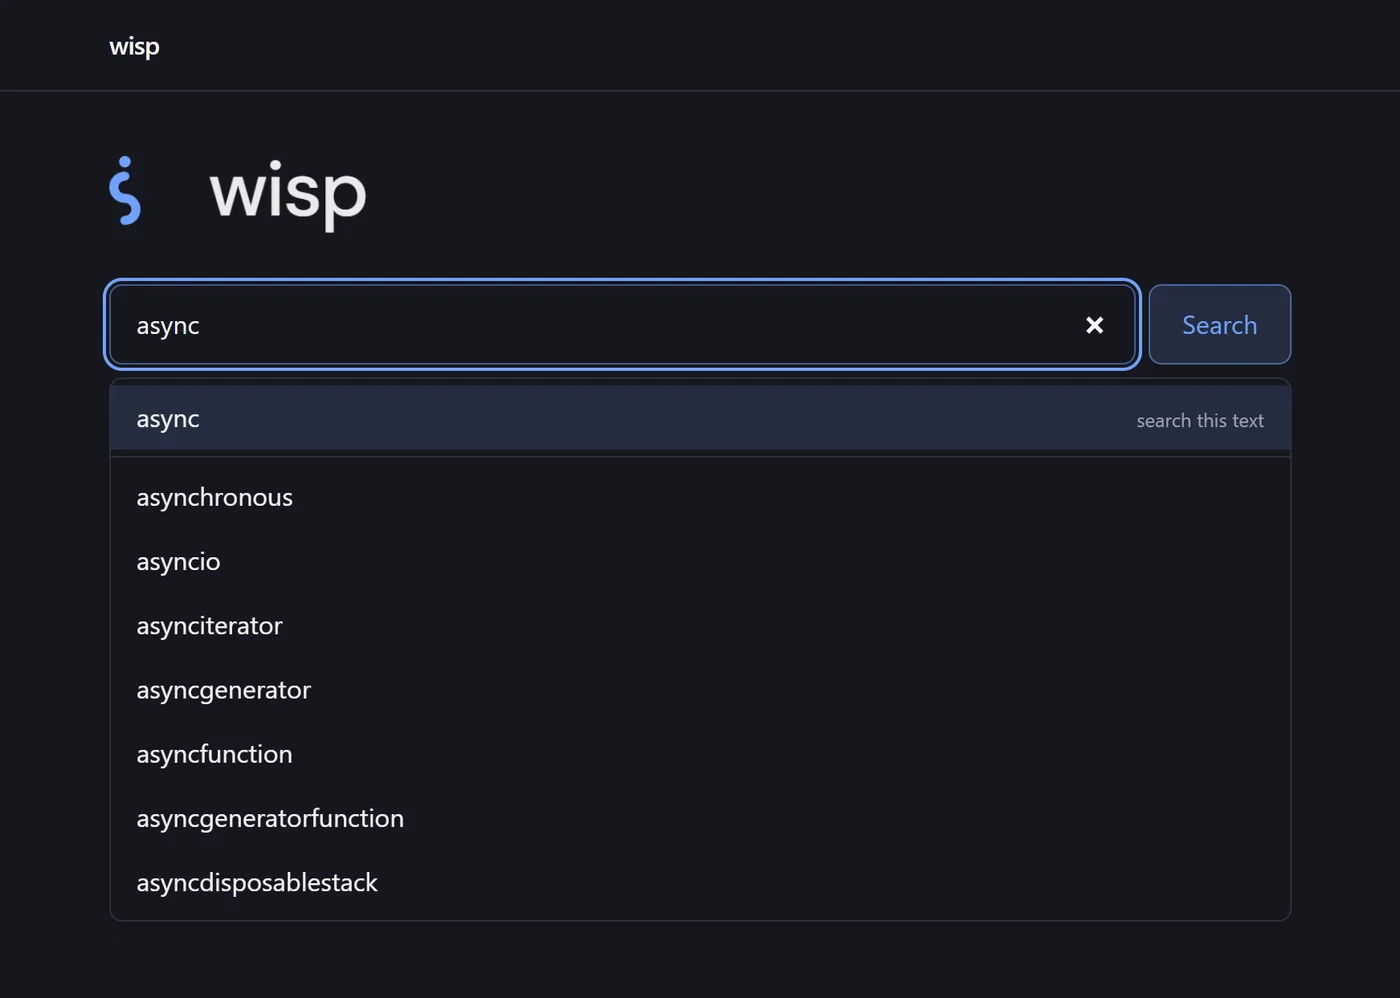 wisp
wisp
async
Search
async search this text
asynchronous
asyncio
asynciterator
asyncgenerator
asyncfunction
asyncgeneratorfunction
asyncdisposablestack